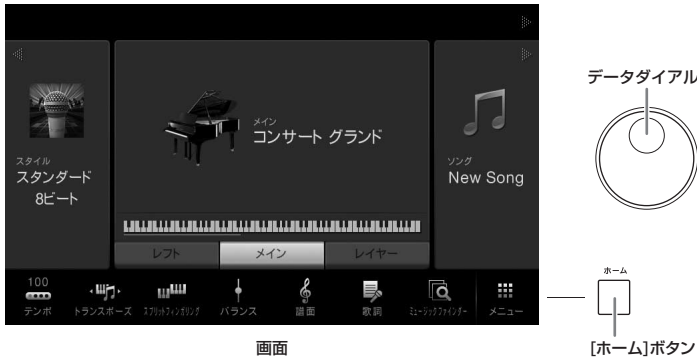 データダイアル
メイン
コンサート グランド
スタイル
スタンダード
8ビート
ソング
New Song
レフト
メイン
レイヤー
100
テンポ
トランスポーズ
スプリットフィンガリング
バランス
譜面
歌詞
ミュージックファインダー
メニュー
ホーム
画面
[ホーム]ボタン